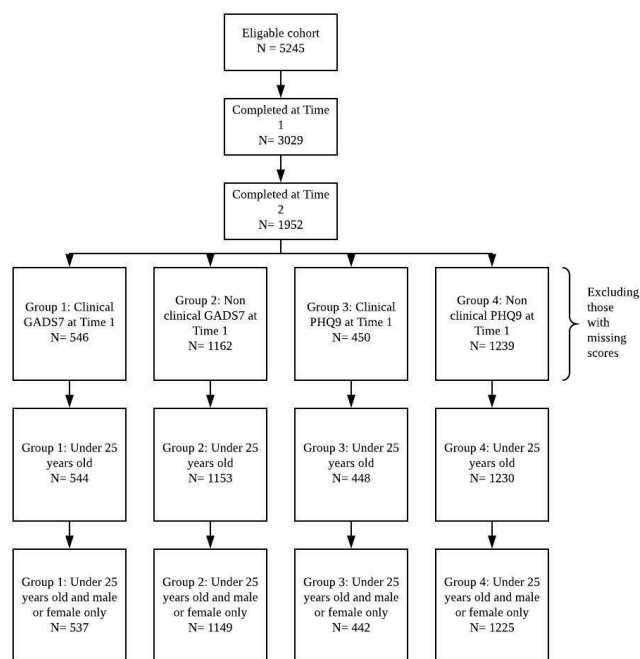 Eligable cohort
N = 5245
Completed at Time
1
N= 3029
Completed at Time
2
N= 1952
Group 1: Clinical
GADS7 at Time 1
N= 546
Group 2: Non
clinical GADS7 at
Time 1
N= 1162
Group 3: Clinical
PHQ9 at Time 1
N= 450
Group 4: Non
clinical PHQ9 at
Time 1
N= 1239
Excluding
those
with
missing
scores
Group 1: Under 25
years old
N= 544
Group 2: Under 25
years old
N= 1153
Group 3: Under 25
years old
N= 448
Group 4: Under 25
years old
N= 1230
Group 1: Under 25
years old and male
or female only
N= 537
Group 2: Under 25
years old and male
or female only
N= 1149
Group 3: Under 25
years old and male
or female only
N= 442
Group 4: Under 25
years old and male
or female only
N= 1225